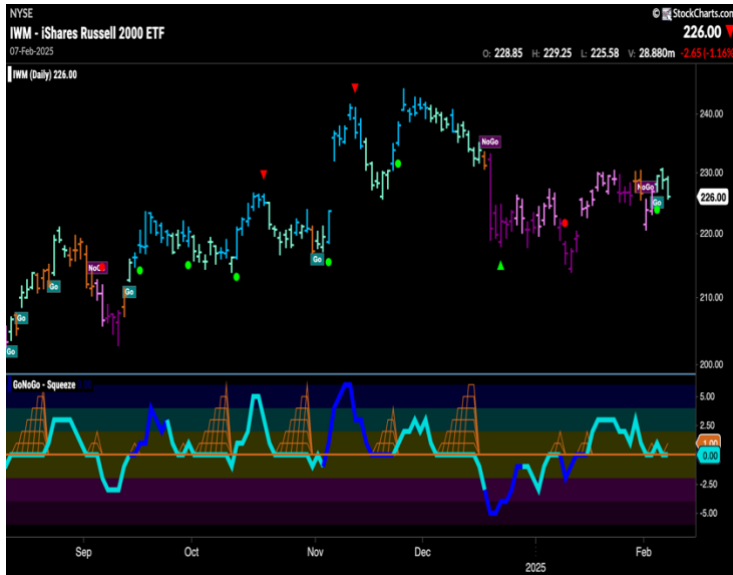 NYSE
© StockCharts.com
IWM - iShares Russell 2000 ETF
226.00
07-Feb-2025
O: 228.85 H: 229.25 L: 225.58 V: 28.880m -2.65 (-1.16%
IWM (Daily) 226.00
240.00
NoGo
230.00
NoGo
Go
226.00
220.00
NoGo
Go
Go
Go
210.00
Go
Go
200.00
GoNoGo - Squeeze
5.00
2.50
1.00
0.00
-2.50
-5.00
Sep
Oct
Nov
Dec
2025
Feb